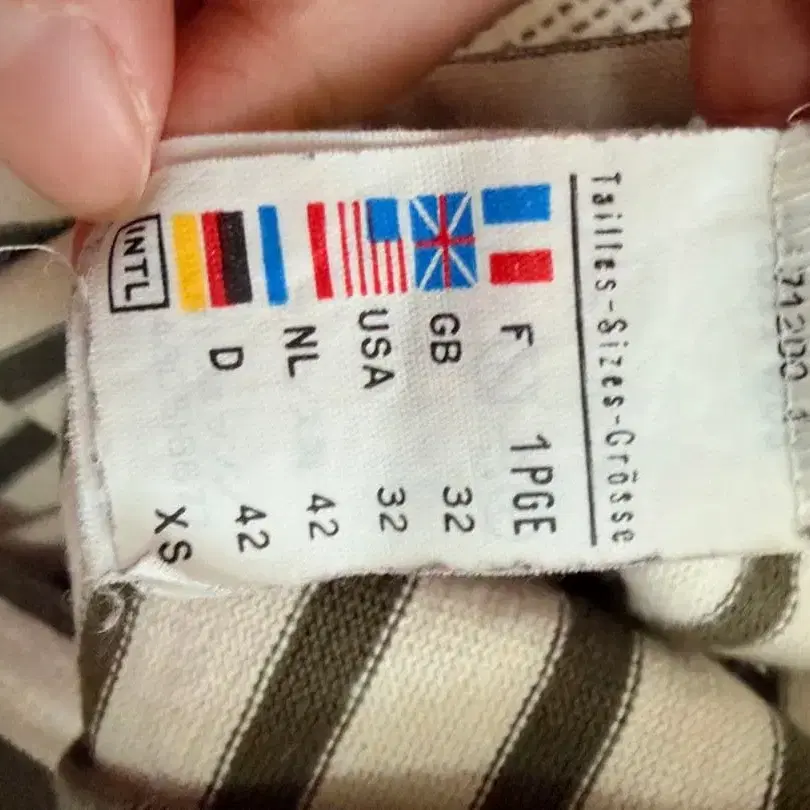 Tailles-Sizes-Grösse
F 1PGE
GB 32
USA 32
NL 42
D 42
INTL XS